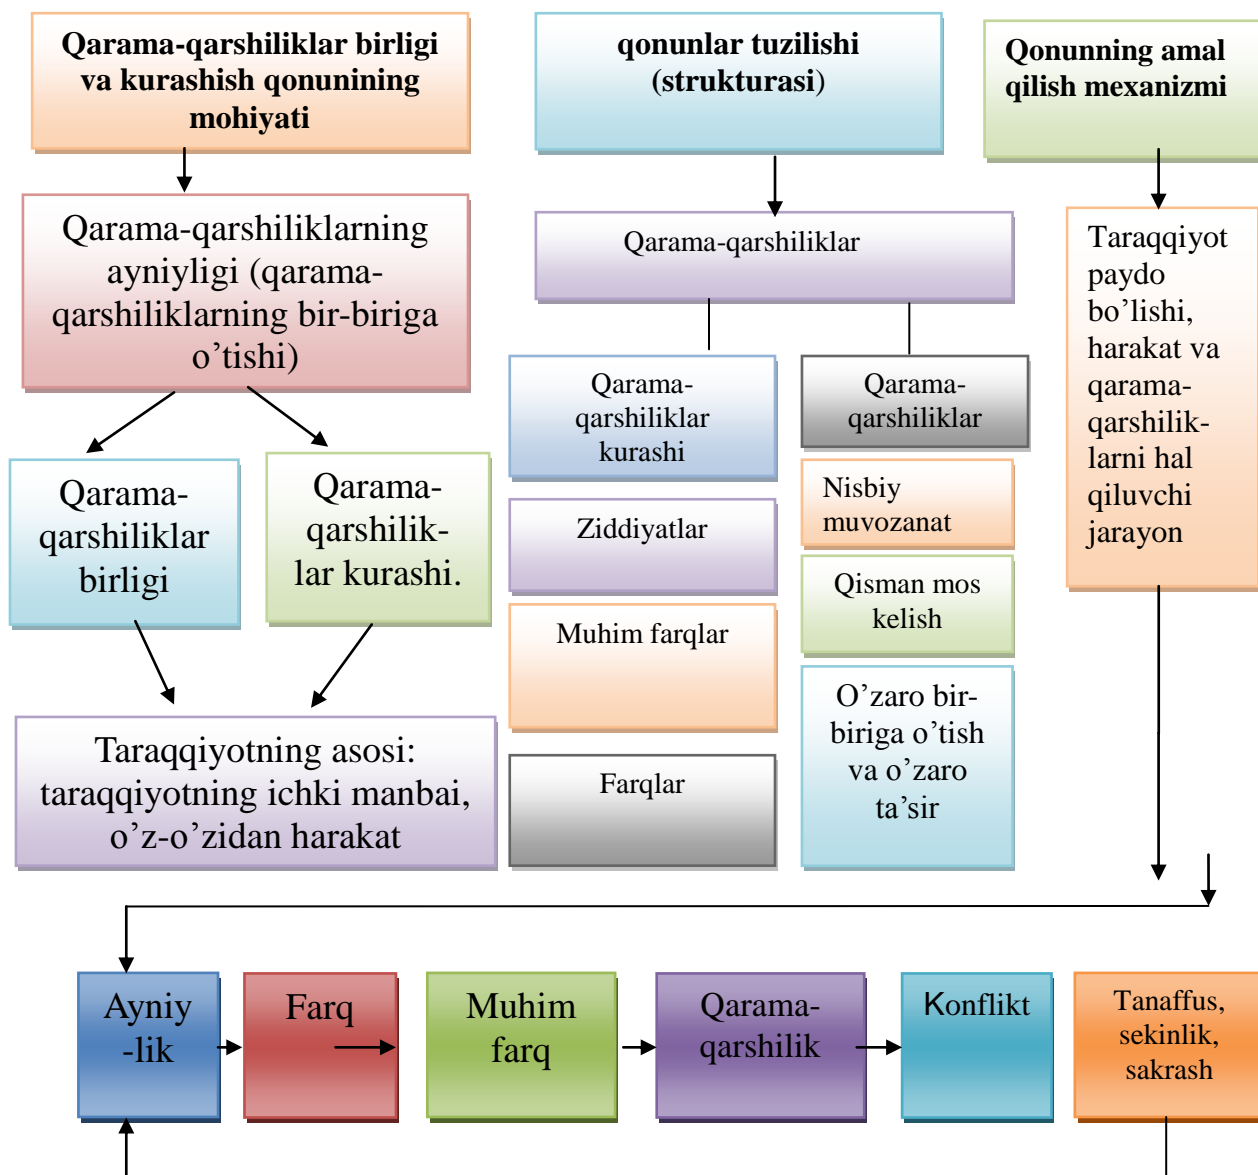 Qarama-qarshiliklar birligi
va kurashish qonunining
mohiyati
qonunlar tuzilishi
(strukturasi)
Qonunning amal
qilish mexanizmi
Qarama-qarshiliklarning
ayniyligi (qarama-
qarshiliklarning bir-biriga
o’tishi)
Qarama-
qarshiliklar
birligi
Qarama-
qarshilik-
lar kurashi.
Taraqqiyotning asosi:
taraqqiyotning ichki manbai,
o’z-o’zidan harakat
Qarama-qarshiliklar
Qarama-
qarshiliklar
kurashi
Ziddiyatlar
Muhim farqlar
Farqlar
Qarama-
qarshiliklar
Nisbiy
muvozanat
Qisman mos
kelish
O’zaro bir-
biriga o’tish
va o’zaro
ta’sir
Taraqqiyot
paydo
bo’lishi,
harakat va
qarama-
qarshilik-
larni hal
qiluvchi
jarayon
Ayniy
-lik
Farq
Muhim
farq
Qarama-
qarshilik
Konflikt
Tanaffus,
sekinlik,
sakrash